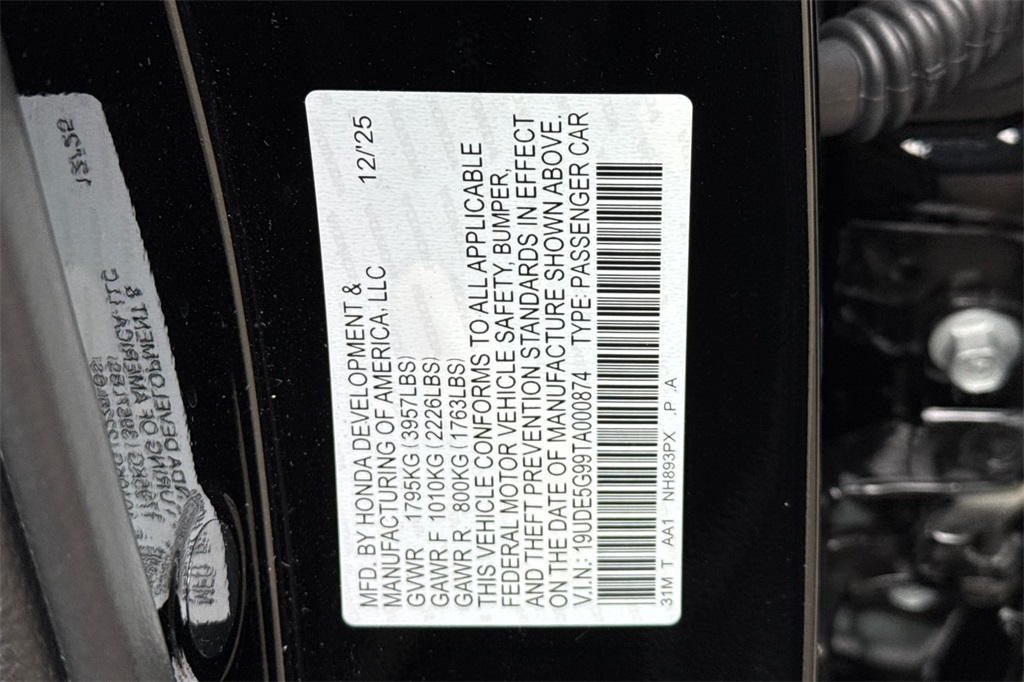 MFD. BY HONDA DEVELOPMENT & 12/'25
MANUFACTURING OF AMERICA, LLC
GVWR 1795KG (3957LBS)
GAWR F 1010KG (2226LBS)
GAWR R 800KG (1763LBS)
THIS VEHICLE CONFORMS TO ALL APPLICABLE
FEDERAL MOTOR VEHICLE SAFETY, BUMPER,
AND THEFT PREVENTION STANDARDS IN EFFECT
ON THE DATE OF MANUFACTURE SHOWN ABOVE.
V.I.N.: 19UDE5G99TA000874 TYPE: PASSENGER CAR
31M T AA1 NH893PX .P .A